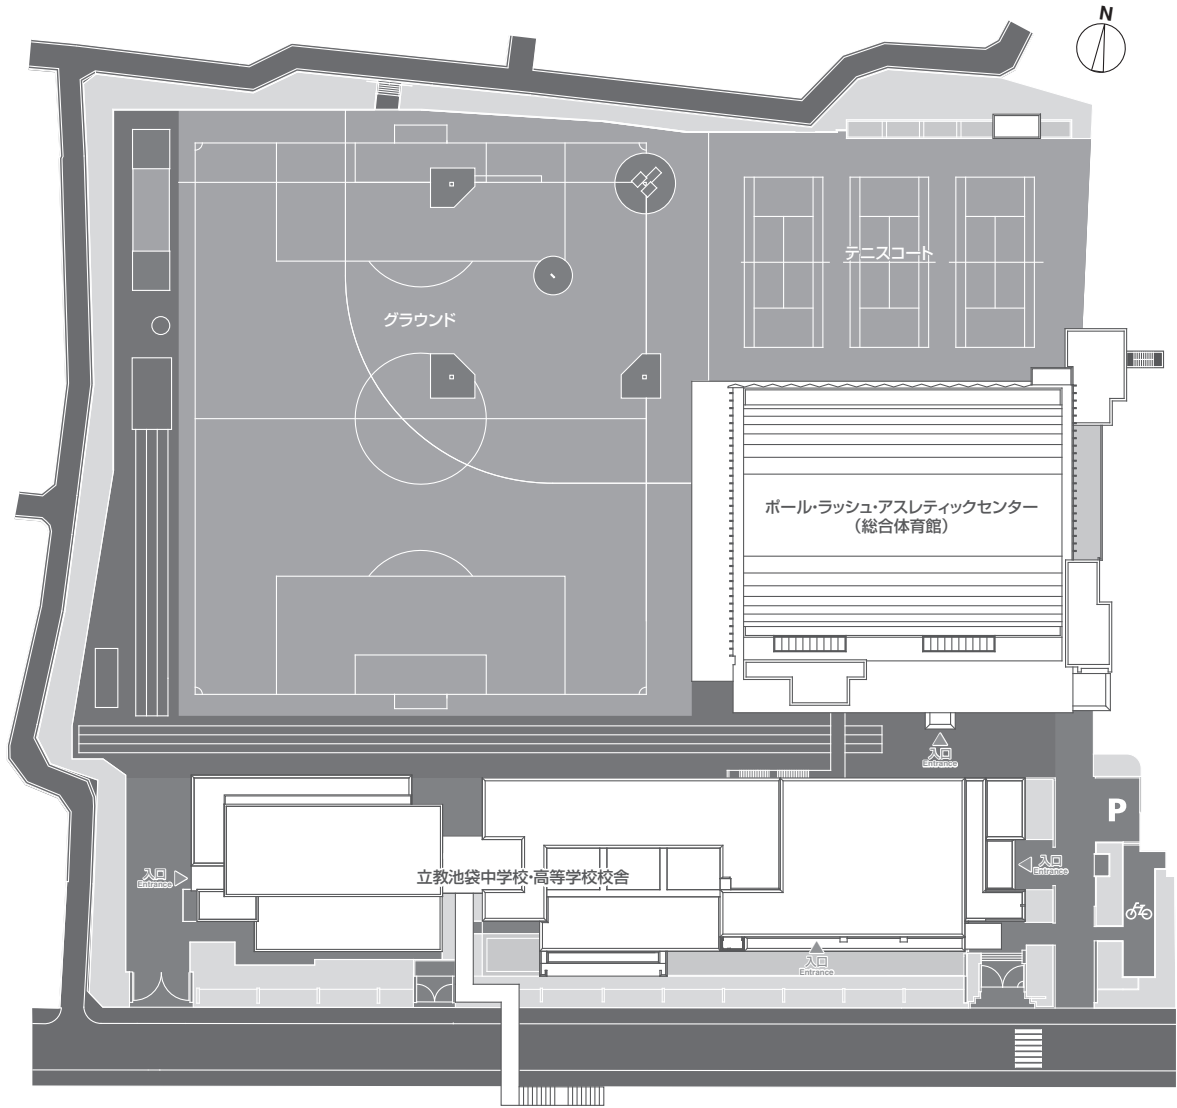 N
テニスコート
グラウンド
ポール・ラッシュ・アスレティックセンター
（総合体育館）
入口
Entrance
P
入口
Entrance
立教池袋中学校・高等学校校舎
入口
Entrance
入口
Entrance